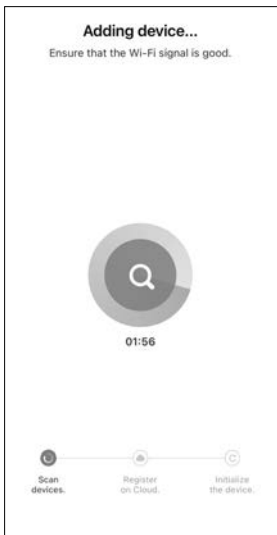 Adding device...
Ensure that the Wi-Fi signal is good.
01:56
Scan
devices.
Register
on Cloud.
Initialize
the device.